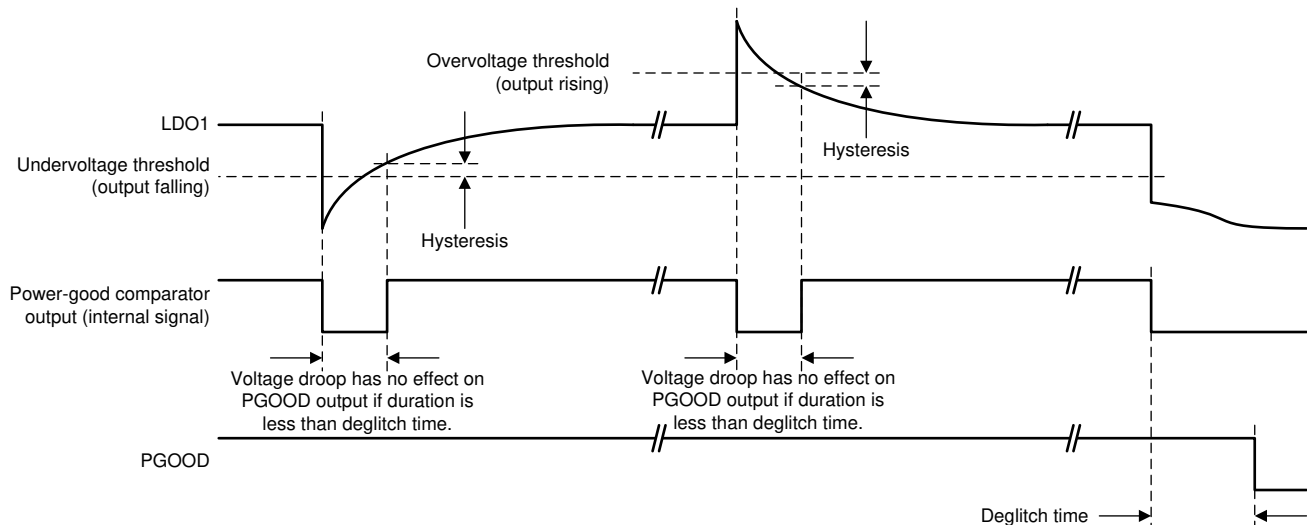 Overvoltage threshold
(output rising)
LDO1
Hysteresis
Undervoltage threshold
(output falling)
Hysteresis
Power-good comparator
output (internal signal)
Voltage droop has no effect on
PGOOD output if duration is
less than deglitch time.
Voltage droop has no effect on
PGOOD output if duration is
less than deglitch time.
PGOOD
Deglitch time